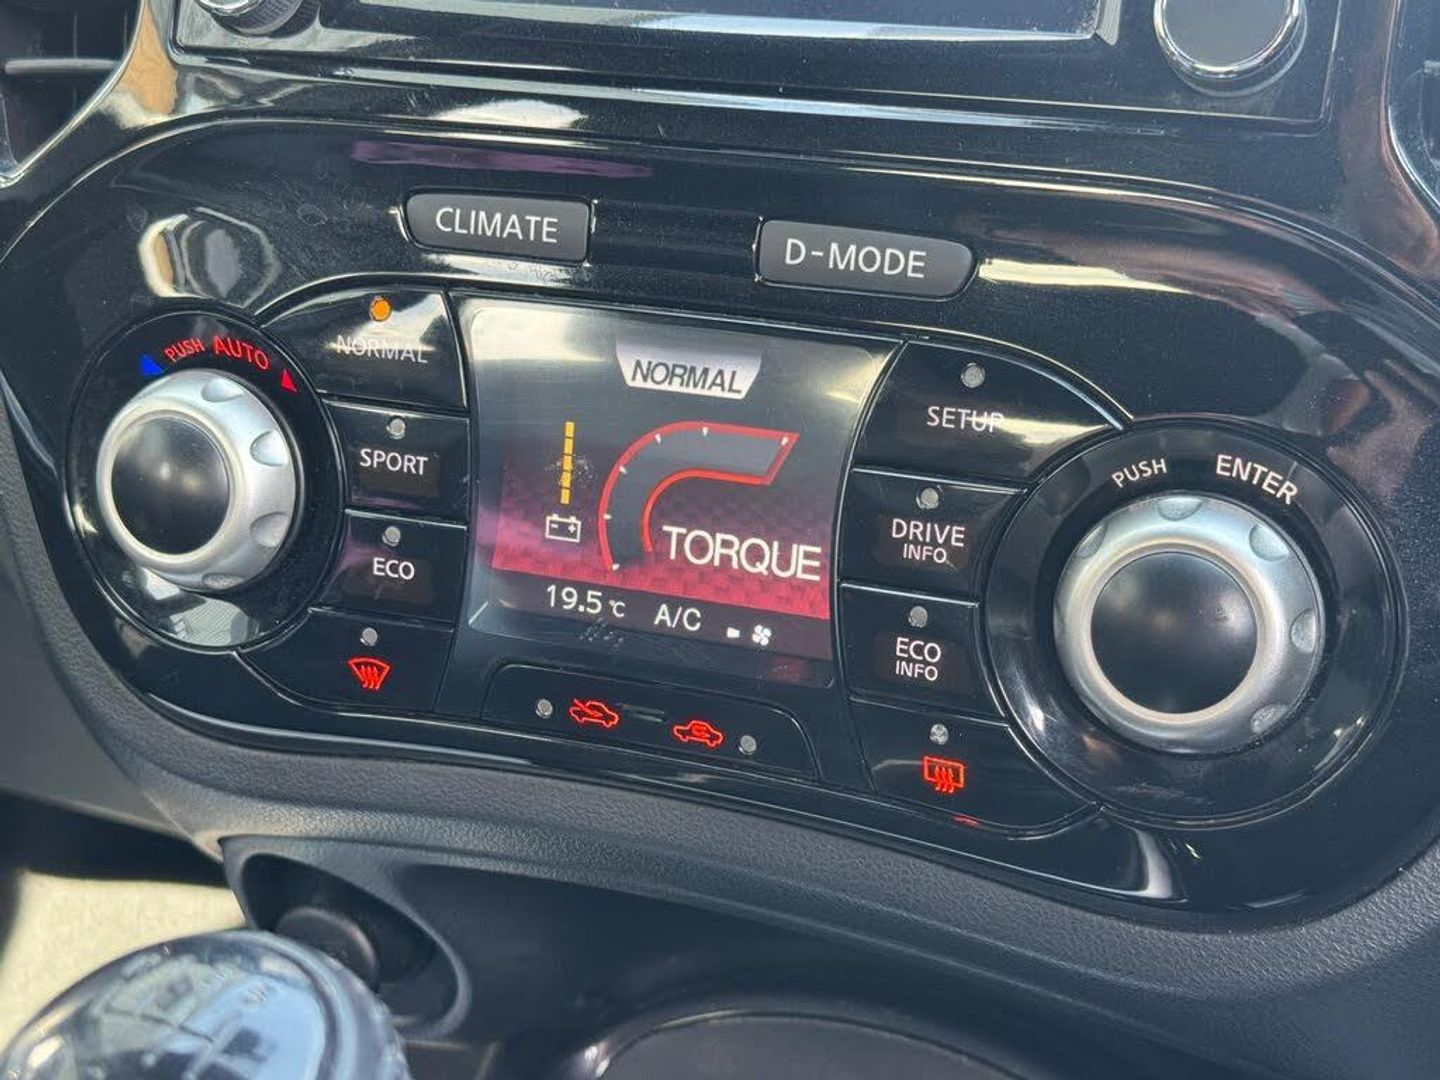 CLIMATE
D-MODE
PUSH AUTO
NORMAL
NORMAL
SETUP
SPORT
PUSH ENTER
DRIVE
INFO
TORQUE
ECO
19.5°C A/C
ECO
INFO